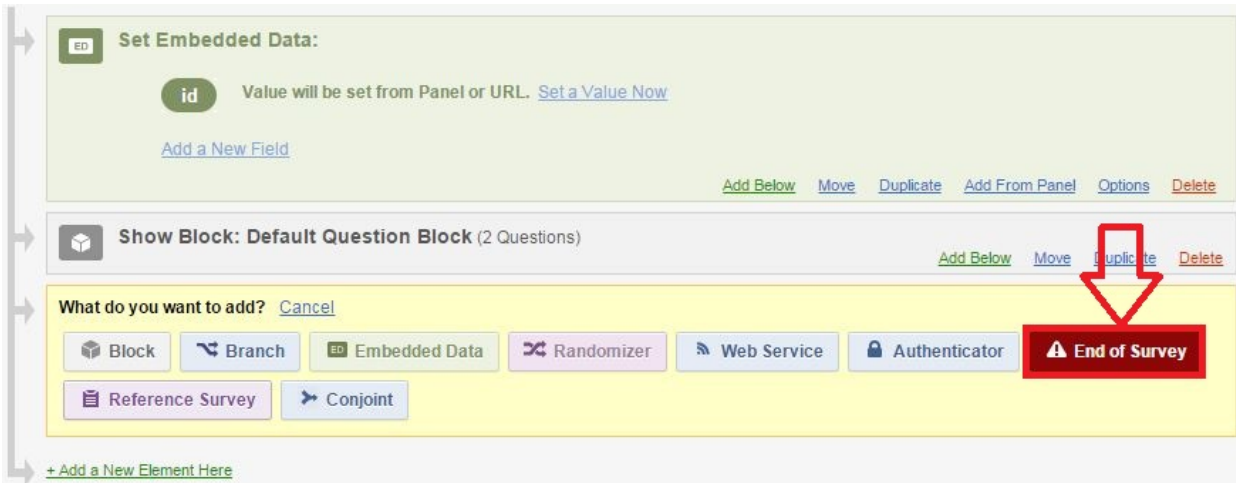 ED Set Embedded Data:
id Value will be set from Panel or URL. Set a Value Now
Add a New Field
Add Below Move Duplicate Add From Panel Options Delete
Show Block: Default Question Block (2 Questions)
Add Below Move Duplicate Delete
What do you want to add? Cancel
Block Branch ED Embedded Data Randomizer Web Service Authenticator End of Survey
Reference Survey Conjoint
+ Add a New Element Here